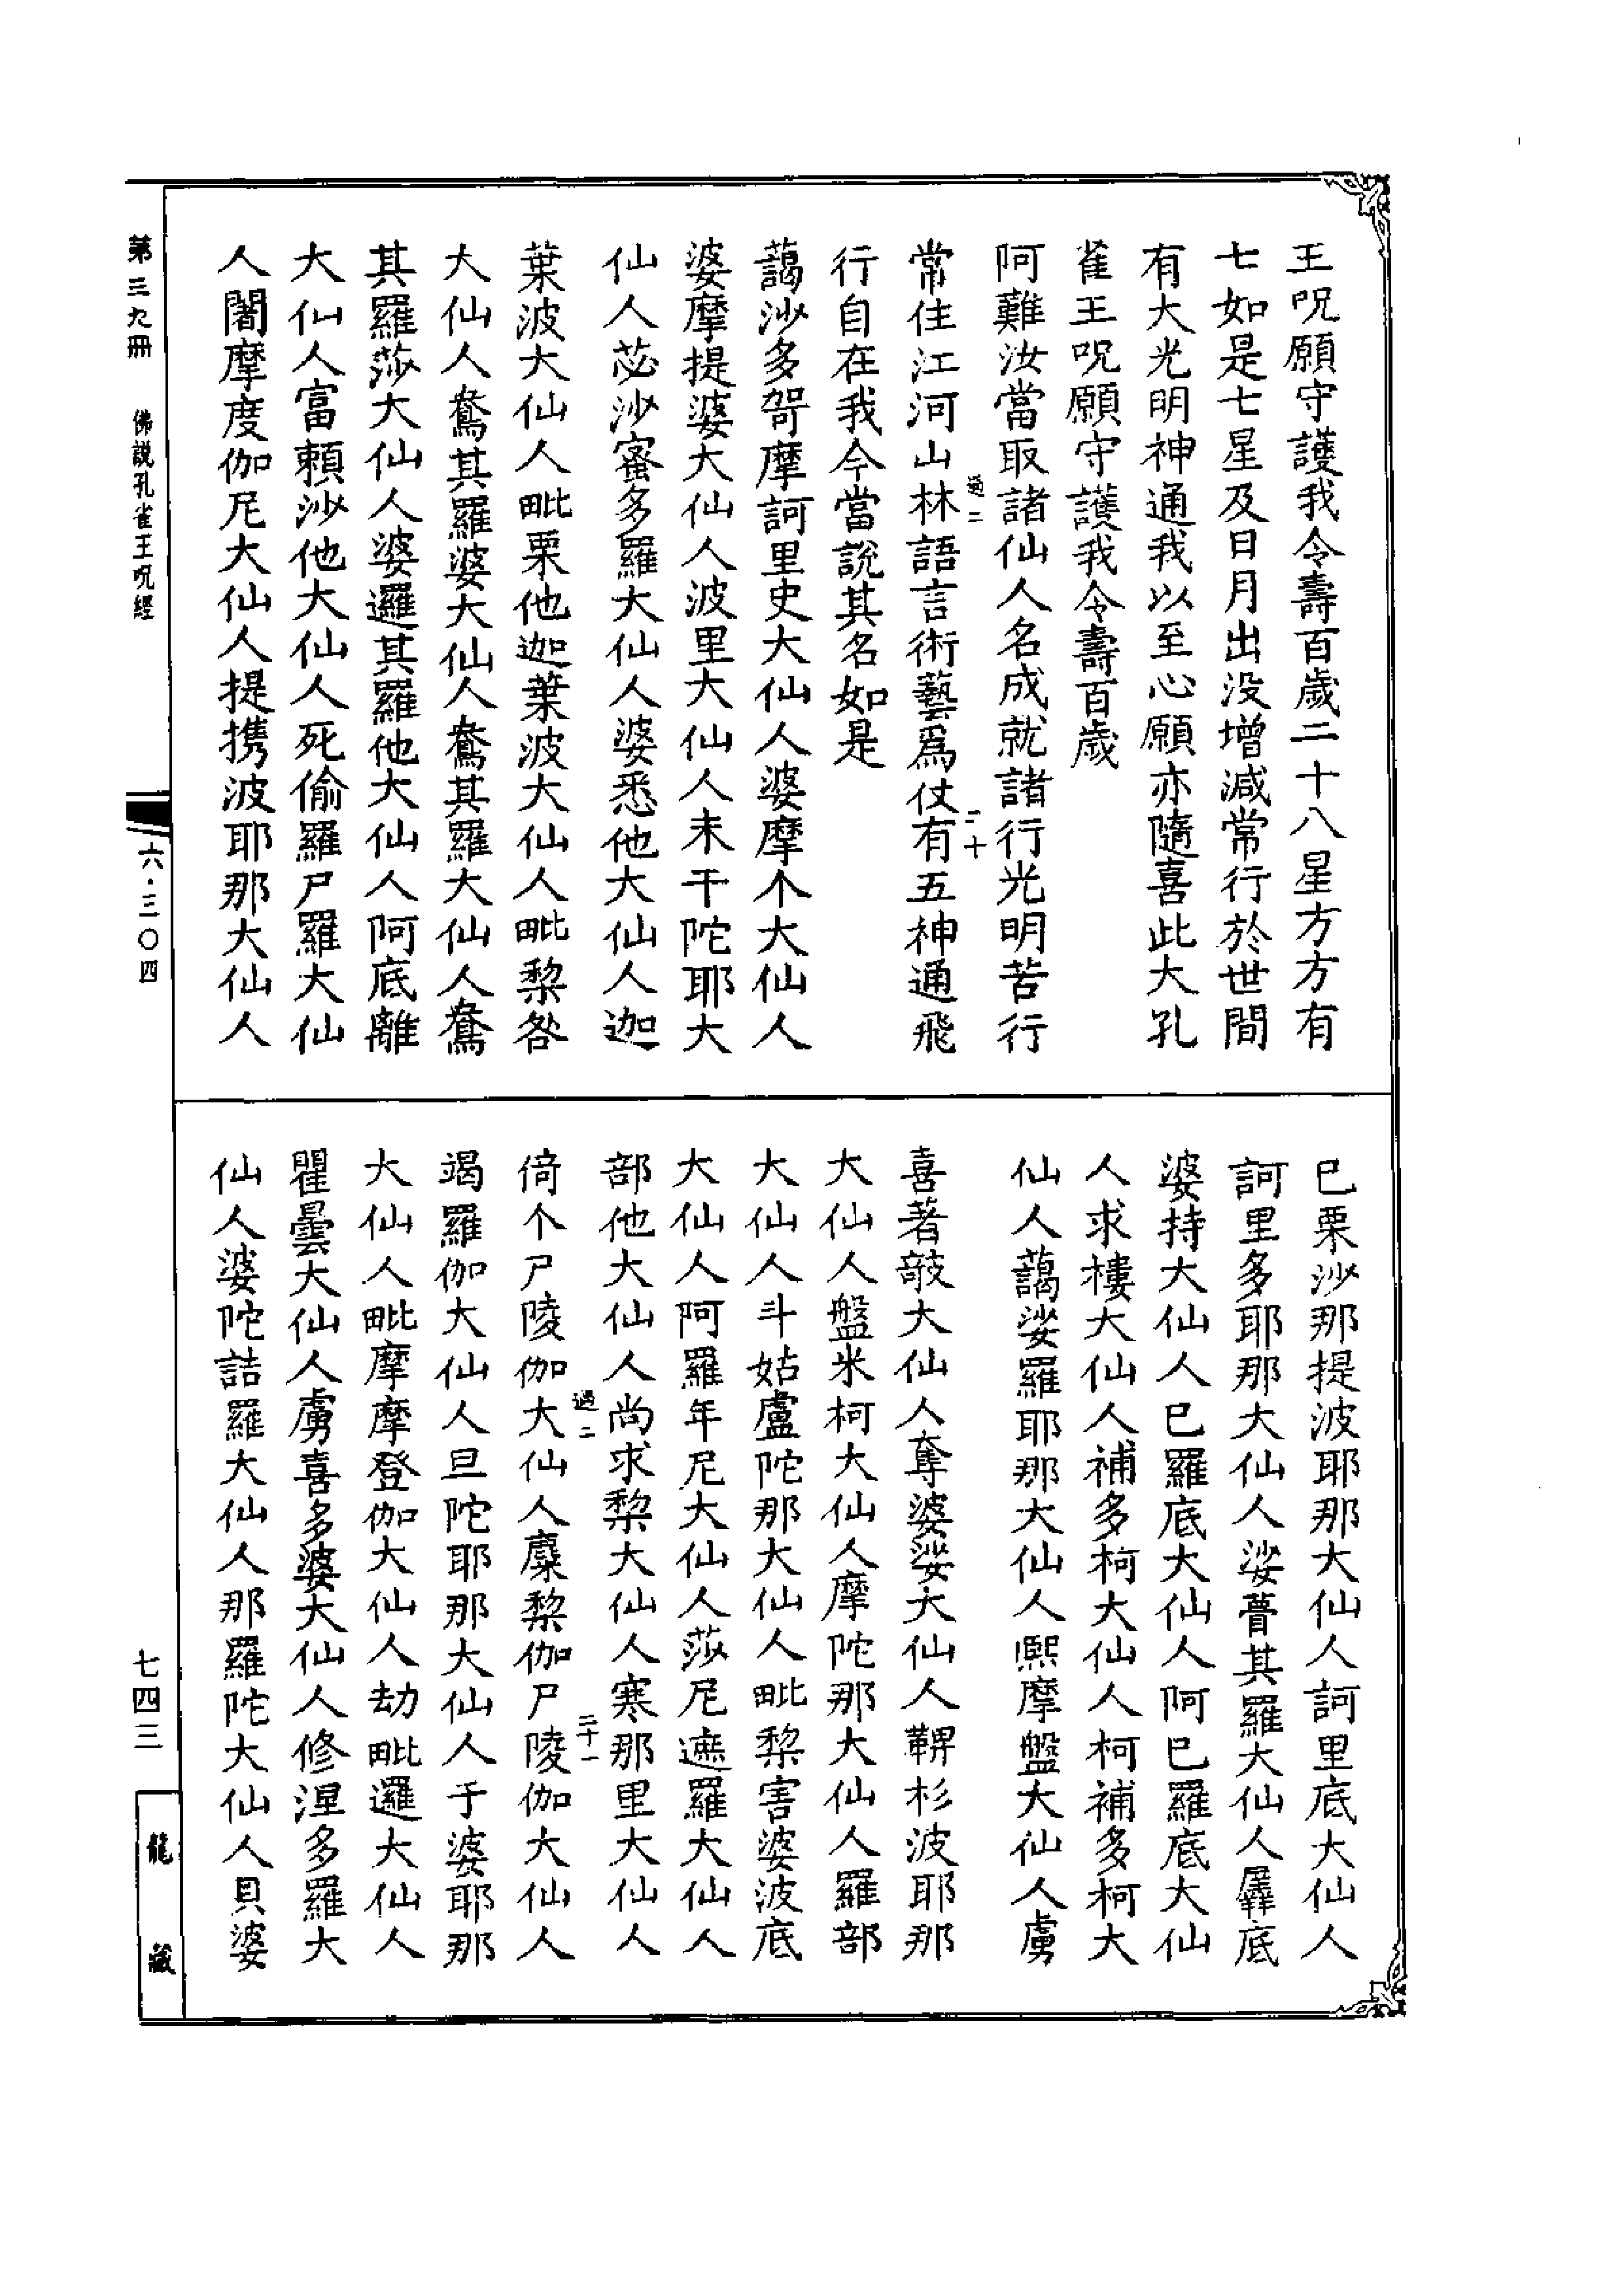 王呪願守護我令壽百歲二十八星方方有
七如是七星及日月出没增減常行於世間
有大光明神通我以至心願亦隨喜此大孔
雀王呪願守護我令壽百歲
阿難汝當取諸仙人名成就諸行光明苦行
過二 二十
常住江河山林語言術藝爲仗有五神通飛
行自在我今當説其名如是
藹沙多哿摩訶里史大仙人婆摩个大仙人
婆摩提婆大仙人波里大仙人末干陀耶大
仙人苾沙蜜多羅大仙人婆悉他大仙人迦
葉波大仙人毗栗他迦葉波大仙人毗黎咎
大仙人鴦其羅婆大仙人鴦其羅大仙人鴦
其羅莎大仙人婆邏其羅他大仙人阿底離
大仙人富賴沙他大仙人死偷羅尸羅大仙
人闍摩度伽尼大仙人提携波耶那大仙人
巳栗沙那提波耶那大仙人訶里底大仙人
訶里多耶那大仙人娑瞢其羅大仙人羼底
婆持大仙人巳羅底大仙人阿巳羅底大仙
人求樓大仙人補多柯大仙人柯補多柯大
仙人藹娑羅耶那大仙人熈摩盤大仙人虜
喜著敼大仙人奪婆娑大仙人鞞杉波耶那
大仙人盤米柯大仙人摩陀那大仙人羅部
大仙人斗姑盧陀那大仙人毗黎害婆波底
大仙人阿羅年尼大仙人莎尼遮羅大仙人
部他大仙人尚求黎大仙人寒那里大仙人
過二 二十一
倚个尸陵伽大仙人麋黎伽尸陵伽大仙人
竭羅伽大仙人旦陀耶那大仙人于婆耶那
大仙人毗摩摩登伽大仙人劫毗邏大仙人
瞿曇大仙人虜喜多婆大仙人修涅多羅大
仙人婆陀詰羅大仙人那羅陀大仙人貝婆
第三九冊 佛説孔雀王呪經
六·三〇四
七四三
龍藏